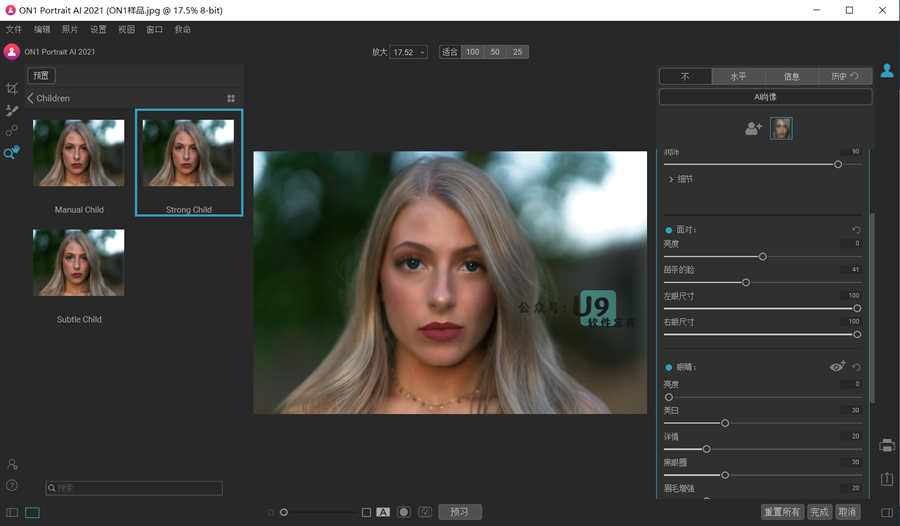 ON1 Portrait AI 2021 (ON1样品.jpg @ 17.5% 8-bit)
文件 编辑 照片 设置 视图 窗口 救命
ON1 Portrait AI 2021
放大 17.52 适合 100 50 25
预置
Children
Manual Child
Strong Child
Subtle Child
搜索
公众号:U9
软件宝库
不 水平 信息 历史
AI肖像
润饰 90
细节
面对:
亮度 0
苗条的脸 41
左眼尺寸 100
右眼尺寸 100
眼睛:
亮度 0
美白 30
详情 20
黑眼圈 30
眉毛增强 20
A 预习
重置所有 完成 取消